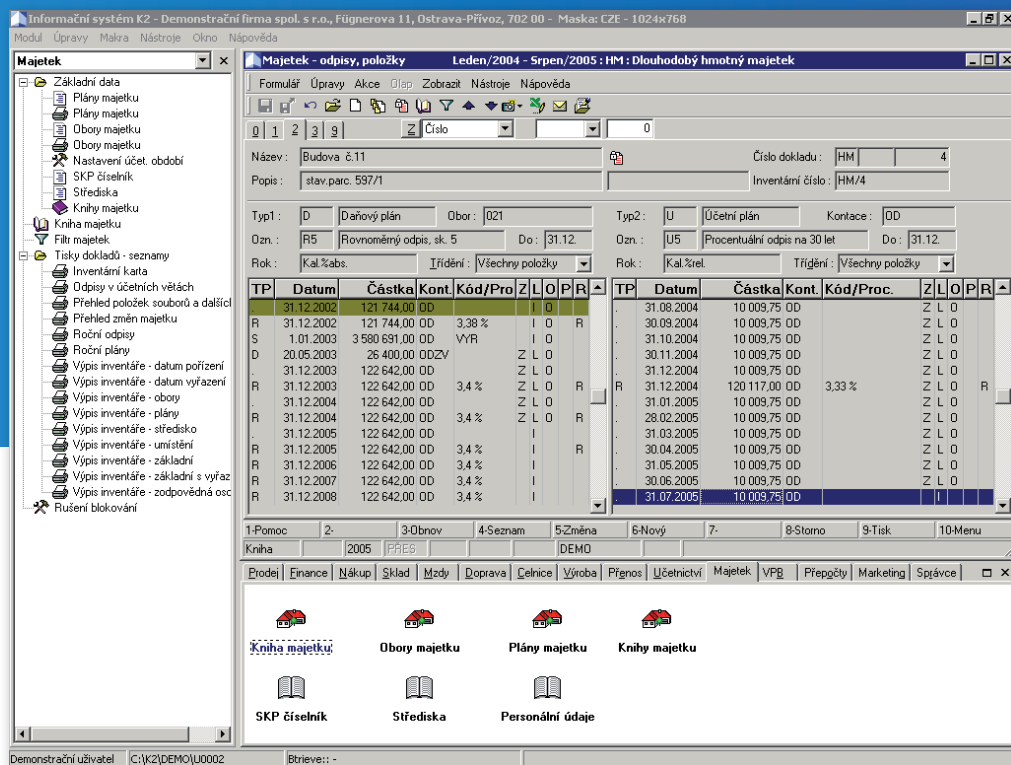 Informační systém K2 - Demonstrační firma spol. s r.o., Fügnerova 11, Ostrava-Přívoz, 702 00 - Maska: CZE - 1024x768
Modul Úpravy Makra Nástroje Okno Nápověda
Majetek
Základní data
Plány majetku
Plány majetku
Obory majetku
Obory majetku
Nastavení účet. období
SKP číselník
Střediska
Knihy majetku
Kniha majetku
Filtr majetek
Tisky dokladů - seznamy
Inventární karta
Odpisy v účetních větách
Přehled položek souborů a dalšícl
Přehled změn majetku
Roční odpisy
Roční plány
Výpis inventáře - datum pořízení
Výpis inventáře - datum vyřazení
Výpis inventáře - obory
Výpis inventáře - plány
Výpis inventáře - středisko
Výpis inventáře - umístění
Výpis inventáře - základní
Výpis inventáře - základní s vyřaz
Výpis inventáře - zodpovědná osc
Rušení blokování
Majetek - odpisy, položky Leden/2004 - Srpen/2005 : HM : Dlouhodobý hmotný majetek
Formulář Úpravy Akce Olap Zobrazit Nástroje Nápověda
0 1 2 3 9 Z Číslo 0
Název : Budova č.11 Číslo dokladu : HM 4
Popis : stav.parc. 597/1 Inventární číslo : HM/4
Typ1 : D Daňový plán Obor : 021 Typ2 : U Účetní plán Kontace : OD
Ozn. : R5 Rovnoměrný odpis, sk. 5 Do : 31.12. Ozn. : U5 Procentuální odpis na 30 let Do : 31.12.
Rok : Kal.%abs. Třídění : Všechny položky Rok : Kal.%rel. Třídění : Všechny položky
TP Datum Částka Kont. Kód/Pro Z L O P R TP Datum Částka Kont. Kód/Proc. Z L O P R
. 31.12.2002 121 744,00 OD I O . 31.08.2004 10 009,75 OD Z L O
R 31.12.2002 121 744,00 OD 3,38 % I O R . 30.09.2004 10 009,75 OD Z L O
S 1.01.2003 3 580 691,00 OD VYR I O . 31.10.2004 10 009,75 OD Z L O
D 20.05.2003 26 400,00 ODZV Z L O . 30.11.2004 10 009,75 OD Z L O
. 31.12.2003 122 642,00 OD Z L O . 31.12.2004 10 009,75 OD Z L O
R 31.12.2003 122 642,00 OD 3,4 % Z L O R R 31.12.2004 120 117,00 OD 3,33 % Z L O R
. 31.12.2004 122 642,00 OD Z L O . 31.01.2005 10 009,75 OD Z L O
R 31.12.2004 122 642,00 OD 3,4 % Z L O R . 28.02.2005 10 009,75 OD Z L O
. 31.12.2005 122 642,00 OD I . 31.03.2005 10 009,75 OD Z L O
R 31.12.2005 122 642,00 OD 3,4 % I R . 30.04.2005 10 009,75 OD Z L O
R 31.12.2006 122 642,00 OD 3,4 % I . 31.05.2005 10 009,75 OD Z L O
R 31.12.2007 122 642,00 OD 3,4 % I . 30.06.2005 10 009,75 OD Z L O
R 31.12.2008 122 642,00 OD 3,4 % I . 31.07.2005 10 009,75 OD I
1-Pomoc 2- 3-Obnov 4-Seznam 5-Změna 6-Nový 7- 8-Storno 9-Tisk 10-Menu
Kniha 2005 PŘES DEMO
Prodej Finance Nákup Sklad Mzdy Doprava Celnice Výroba Přenos Účetnictví Majetek VPB Přepočty Marketing Správce
Kniha majetku Obory majetku Plány majetku Knihy majetku
SKP číselník Střediska Personální údaje
Demonstrační uživatel C:\K2\DEMO\U0002 Btrieve:: -